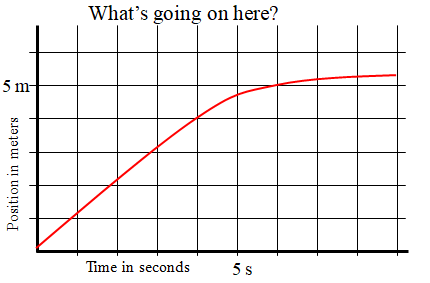 What's going on here?
5 m
Position in meters
Time in seconds
5 s